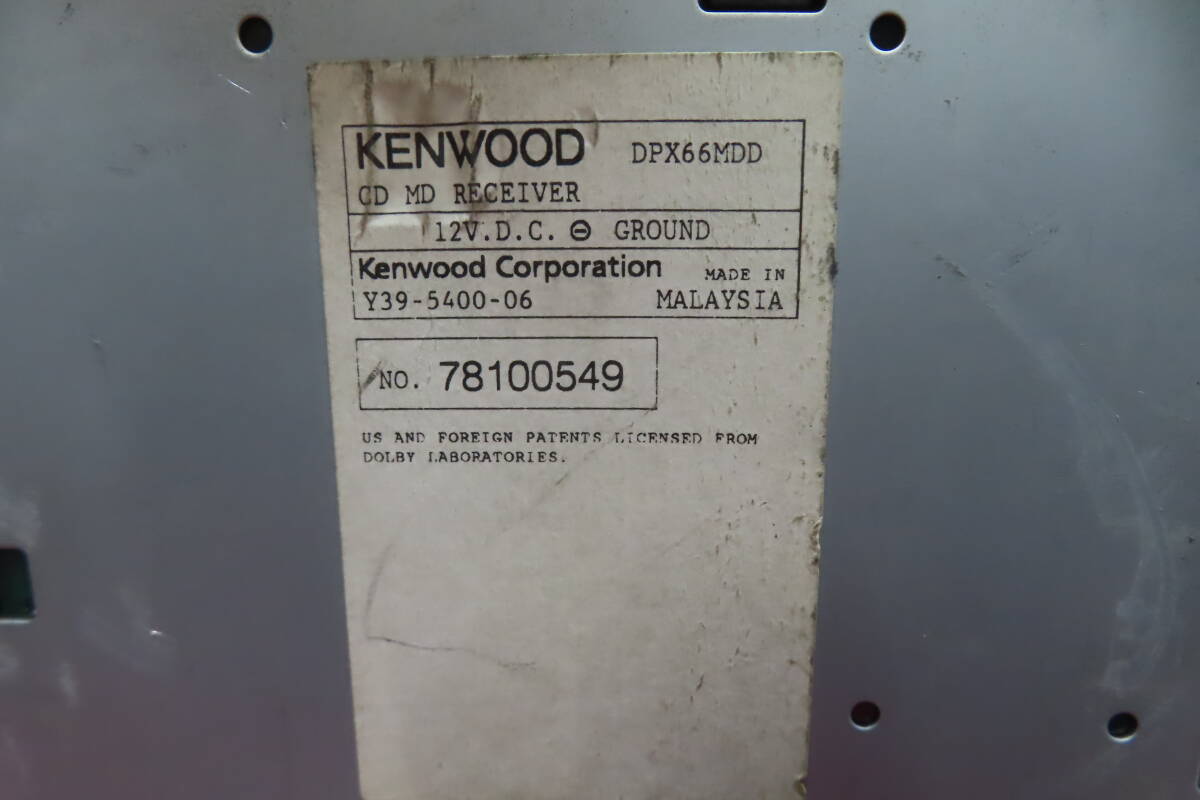 KENWOOD DPX66MDD
CD MD RECEIVER
12V.D.C. ⊖ GROUND
Kenwood Corporation MADE IN
Y39-5400-06 MALAYSIA
NO. 78100549
US AND FOREIGN PATENTS LICENSED FROM
DOLBY LABORATORIES.